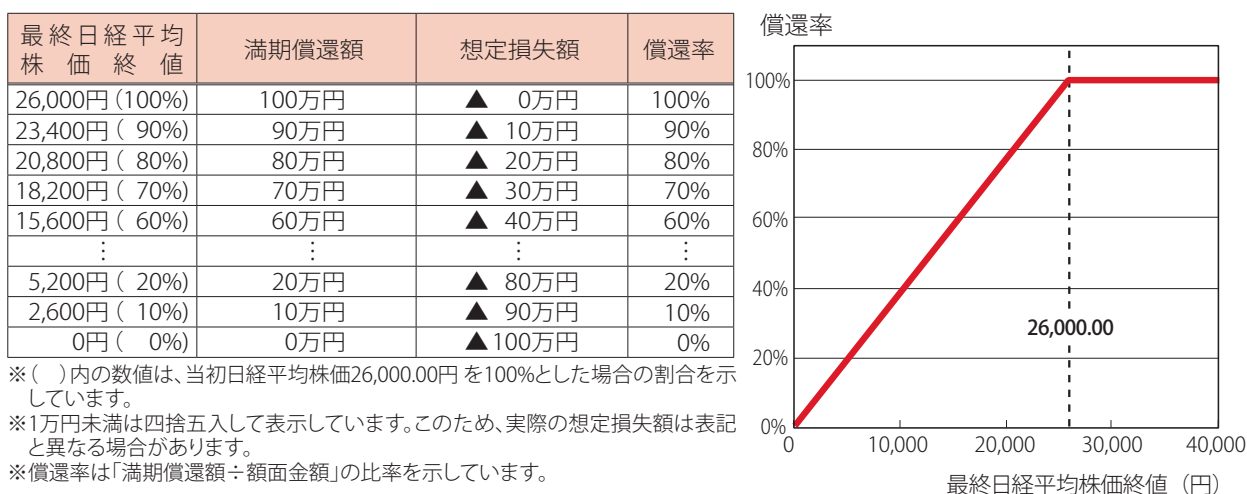 最終日経平均株価終値 満期償還額 想定損失額 償還率
26,000円(100%) 100万円 ▲ 0万円 100%
23,400円( 90%) 90万円 ▲ 10万円 90%
20,800円( 80%) 80万円 ▲ 20万円 80%
18,200円( 70%) 70万円 ▲ 30万円 70%
15,600円( 60%) 60万円 ▲ 40万円 60%
⋮ ⋮ ⋮ ⋮
5,200円( 20%) 20万円 ▲ 80万円 20%
2,600円( 10%) 10万円 ▲ 90万円 10%
0円( 0%) 0万円 ▲100万円 0%
※( )内の数値は、当初日経平均株価26,000.00円 を100%とした場合の割合を示
しています。
※1万円未満は四捨五入して表示しています。このため、実際の想定損失額は表記
と異なる場合があります。
※償還率は「満期償還額÷額面金額」の比率を示しています。
償還率
100%
80%
60%
40%
20%
0%
26,000.00
0 10,000 20,000 30,000 40,000
最終日経平均株価終値(円)